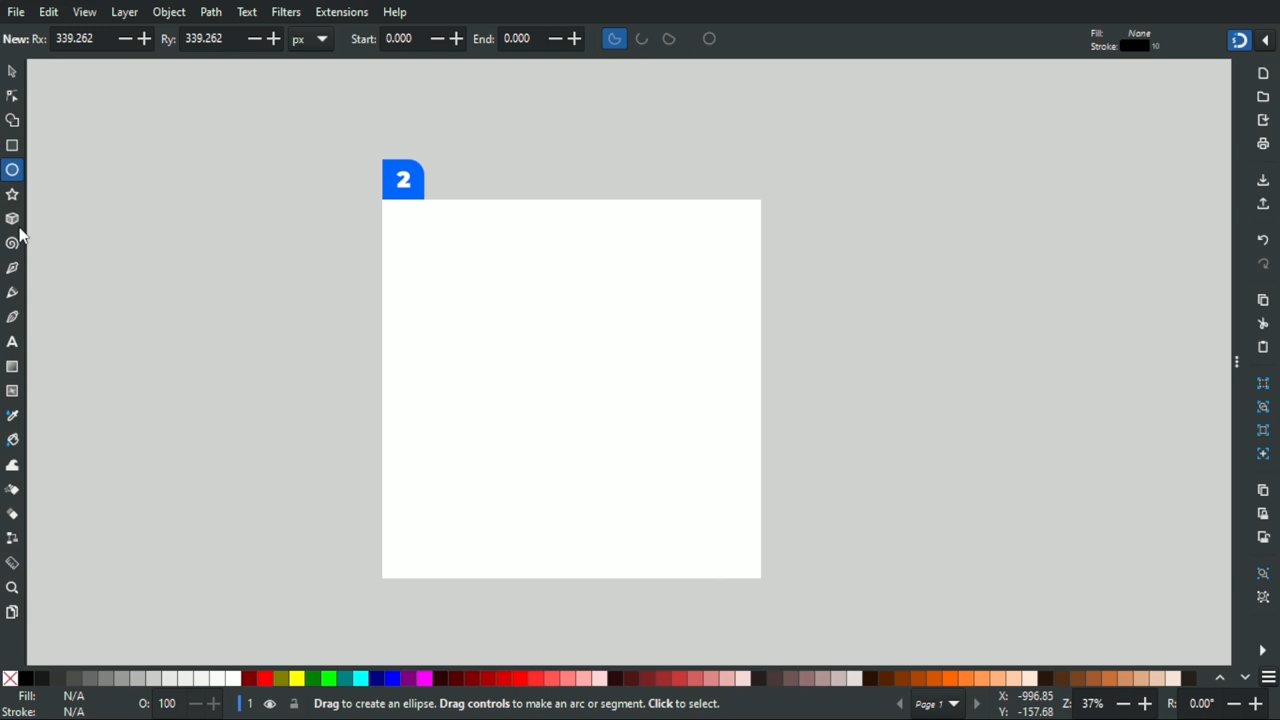 File Edit View Layer Object Path Text Filters Extensions Help
New: Rx: 339.262 Ry: 339.262 px Start: 0.000 End: 0.000 Fill: None
Stroke: 10
2
Fill: N/A O: 100 1 Drag to create an ellipse. Drag controls to make an arc or segment. Click to select. Page 1 X: -996.85 Z: 37% R: 0.00°
Stroke: N/A Y: -157.68